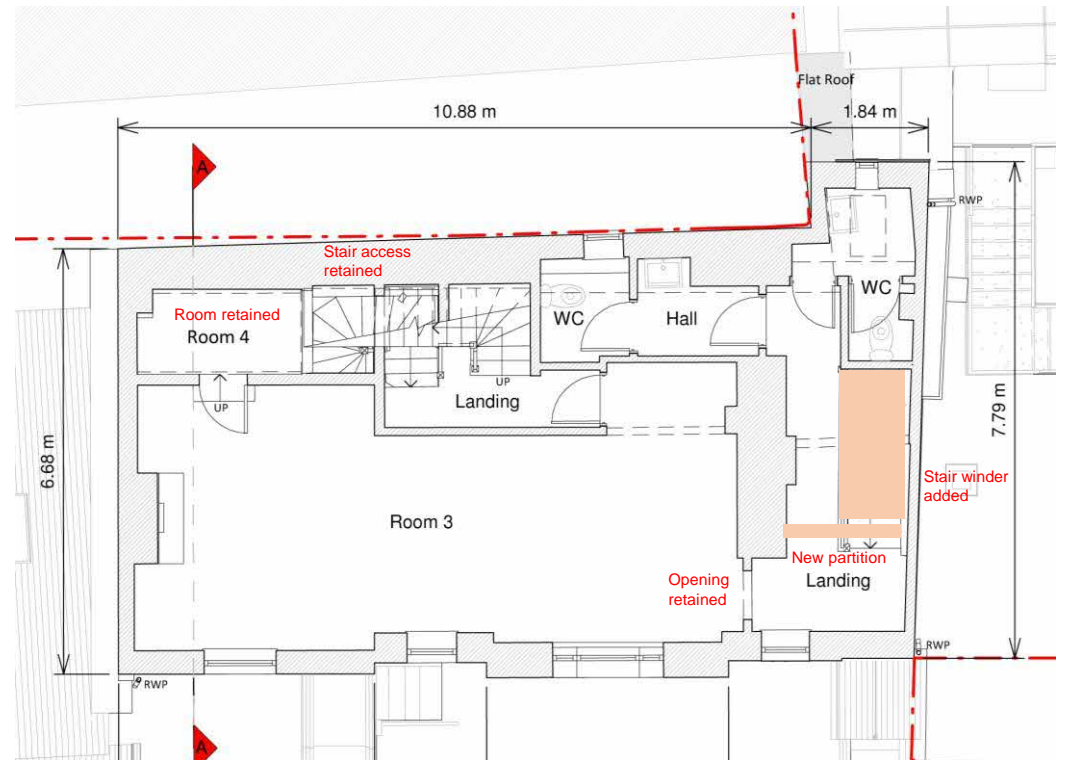 Flat Roof
10.88 m
1.84 m
A
RWP
Stair access
retained
Room retained
Room 4
WC
Hall
WC
UP
UP
Landing
6.68 m
7.79 m
Stair winder
added
Room 3
New partition
Opening
retained
Landing
RWP
RWP
A